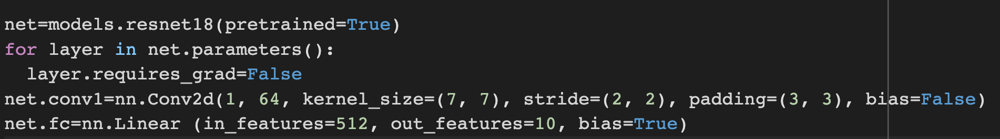 net=models.resnet18(pretrained=True)
for layer in net.parameters():
  layer.requires_grad=False
net.conv1=nn.Conv2d(1, 64, kernel_size=(7, 7), stride=(2, 2), padding=(3, 3), bias=False)
net.fc=nn.Linear (in_features=512, out_features=10, bias=True)